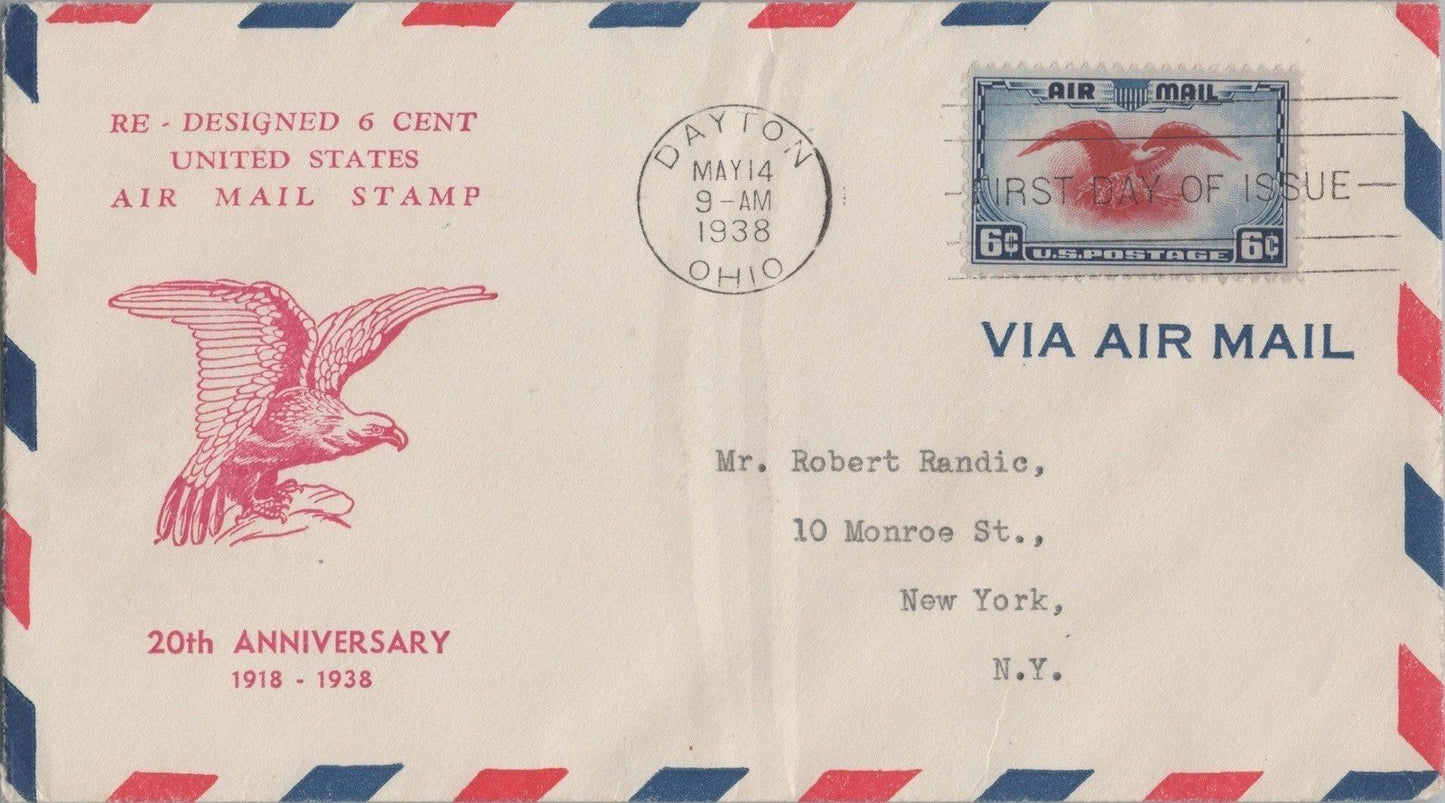 RE - DESIGNED 6 CENT
UNITED STATES
AIR MAIL STAMP
DAYTON
MAY 14
9-AM
1938
OHIO
AIR MAIL
FIRST DAY OF ISSUE
6¢ U.S. POSTAGE 6¢
VIA AIR MAIL
Mr. Robert Randic,
10 Monroe St.,
New York,
N.Y.
20th ANNIVERSARY
1918 - 1938